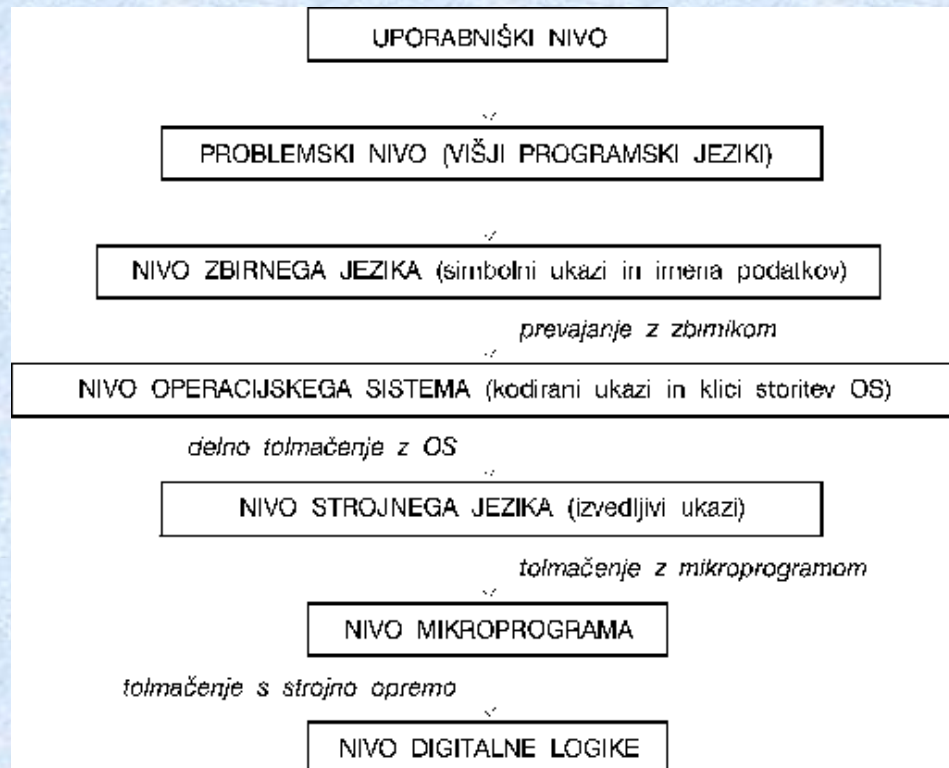 UPORABNIŠKI NIVO
PROBLEMSKI NIVO (VIŠJI PROGRAMSKI JEZIKI)
NIVO ZBIRNEGA JEZIKA (simbolni ukazi in imena podatkov)
prevajanje z zbirnikom
NIVO OPERACIJSKEGA SISTEMA (kodirani ukazi in klici storitev OS)
delno tolmačenje z OS
NIVO STROJNEGA JEZIKA (izvedljivi ukazi)
tolmačenje z mikroprogramom
NIVO MIKROPROGRAMA
tolmačenje s strojno opremo
NIVO DIGITALNE LOGIKE